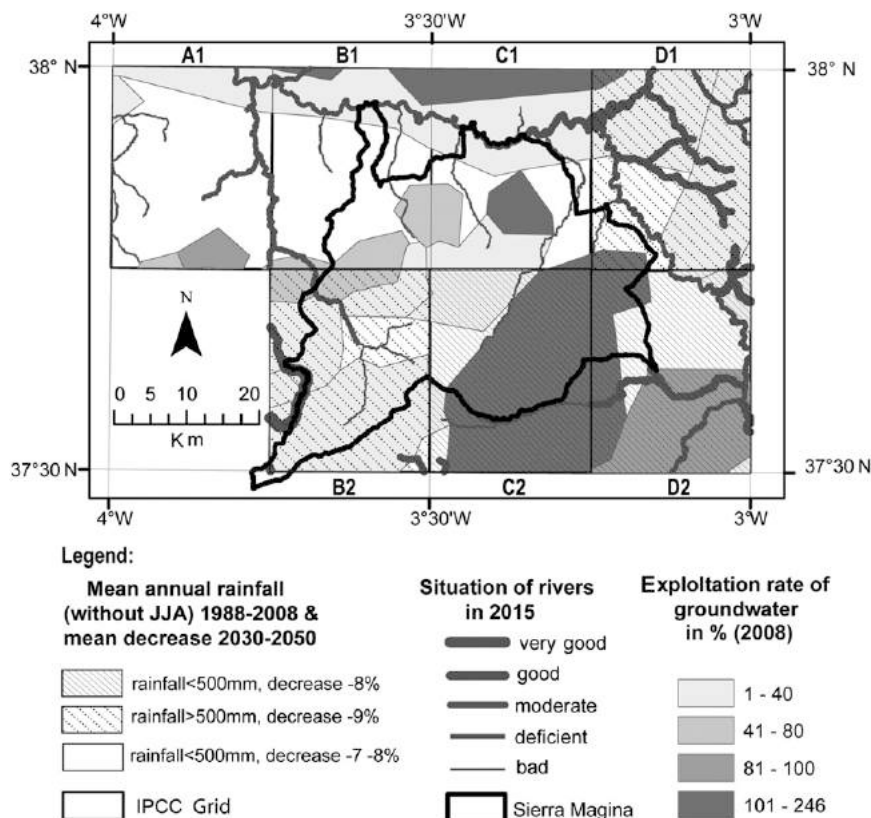 4°W 3°30'W 3°W
A1 B1 C1 D1
38° N 38° N
N
0 5 10 20
Km
37°30 N 37°30 N
B2 C2 D2
4°W 3°30'W 3°W
Legend:
Mean annual rainfall
(without JJA) 1988-2008 &
mean decrease 2030-2050
rainfall<500mm, decrease -8%
rainfall>500mm, decrease -9%
rainfall<500mm, decrease -7 -8%
IPCC Grid
Situation of rivers
in 2015
very good
good
moderate
deficient
bad
Sierra Magina
Exploltation rate of
groundwater
in % (2008)
1 - 40
41 - 80
81 - 100
101 - 246